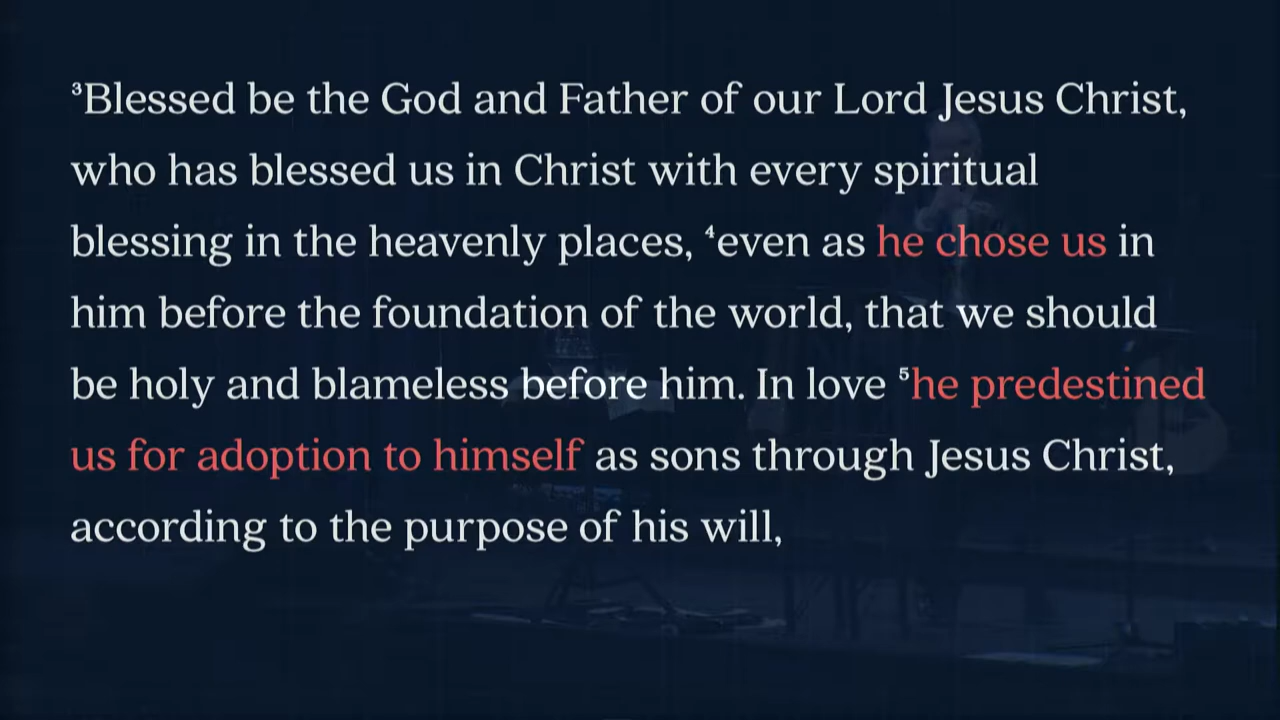 ³Blessed be the God and Father of our Lord Jesus Christ,
who has blessed us in Christ with every spiritual
blessing in the heavenly places, ⁴even as he chose us in
him before the foundation of the world, that we should
be holy and blameless before him. In love ⁵he predestined
us for adoption to himself as sons through Jesus Christ,
according to the purpose of his will,